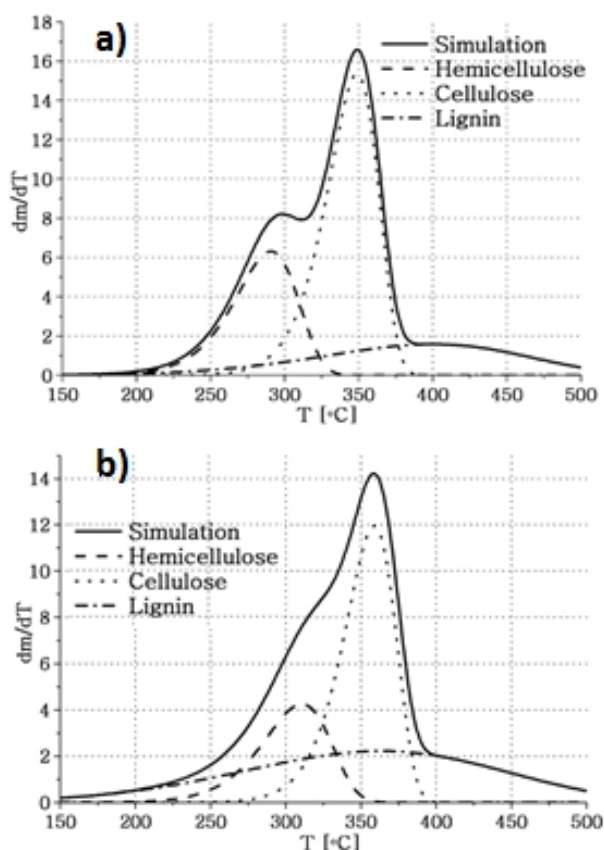 a)
18
16
14
12
10
8
6
4
2
0
dm/dT
Simulation
Hemicellulose
Cellulose
Lignin
150 200 250 300 350 400 450 500
T [◦C]
b)
14
12
10
8
6
4
2
0
dm/dT
Simulation
Hemicellulose
Cellulose
Lignin
150 200 250 300 350 400 450 500
T [◦C]